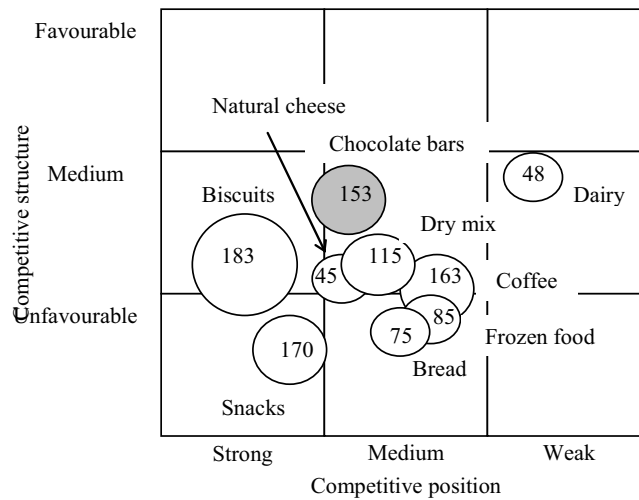 Favourable
Natural cheese
Chocolate bars
Medium
48
Biscuits
153
Dairy
Dry mix
183
115
45
163
Coffee
Unfavourable
85
75
Frozen food
170
Bread
Snacks
Strong
Medium
Weak
Competitive position
Competitive structure